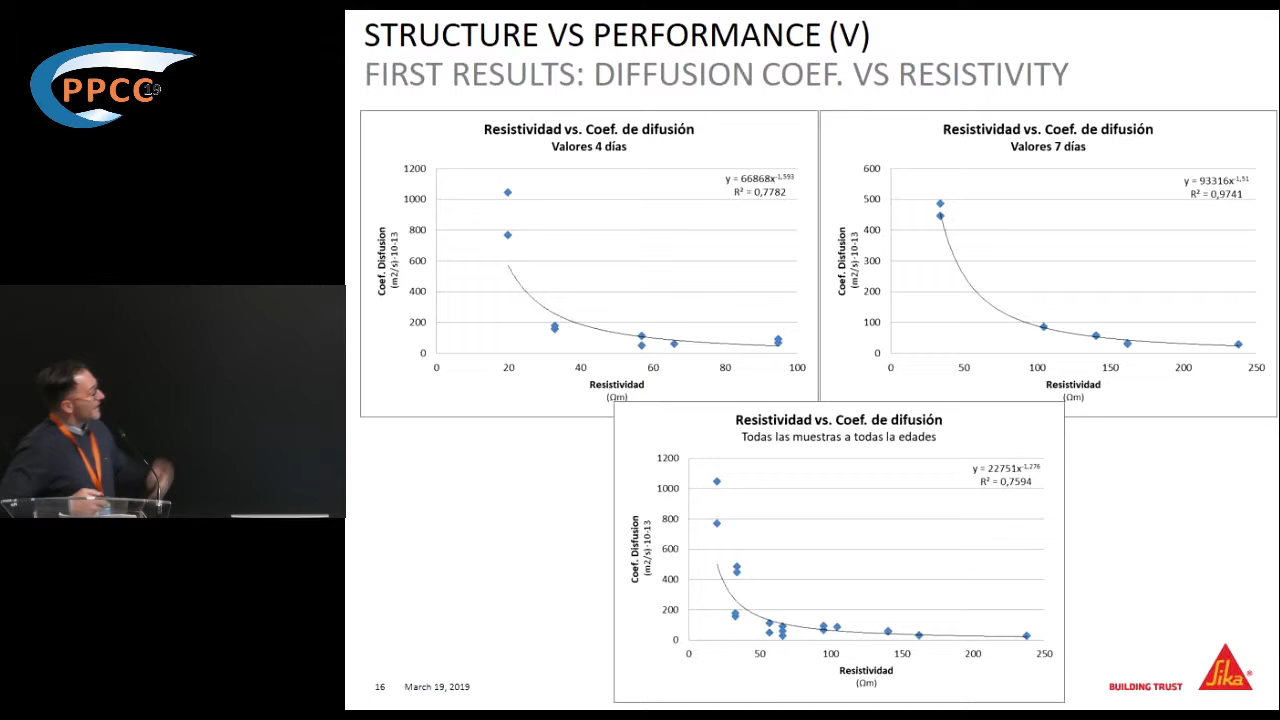 STRUCTURE VS PERFORMANCE (V)
FIRST RESULTS: DIFFUSION COEF. VS RESISTIVITY
PPCC 19
Resistividad vs. Coef. de difusión
Valores 4 días
y = 66868x^-1,593
R² = 0,7782
1200
1000
800
600
400
200
0
0 20 40 60 80 100
Coef. Disfusion
(m2/s)·10-13
Resistividad
(Ωm)
Resistividad vs. Coef. de difusión
Valores 7 días
y = 93316x^-1,51
R² = 0,9741
600
500
400
300
200
100
0
0 50 100 150 200 250
Coef. Disfusion
(m2/s)·10-13
Resistividad
(Ωm)
Resistividad vs. Coef. de difusión
Todas las muestras a todas la edades
y = 22751x^-1,276
R² = 0,7594
1200
1000
800
600
400
200
0
0 50 100 150 200 250
Coef. Disfusion
(m2/s)·10-13
Resistividad
(Ωm)
16 March 19, 2019
BUILDING TRUST
Sika®